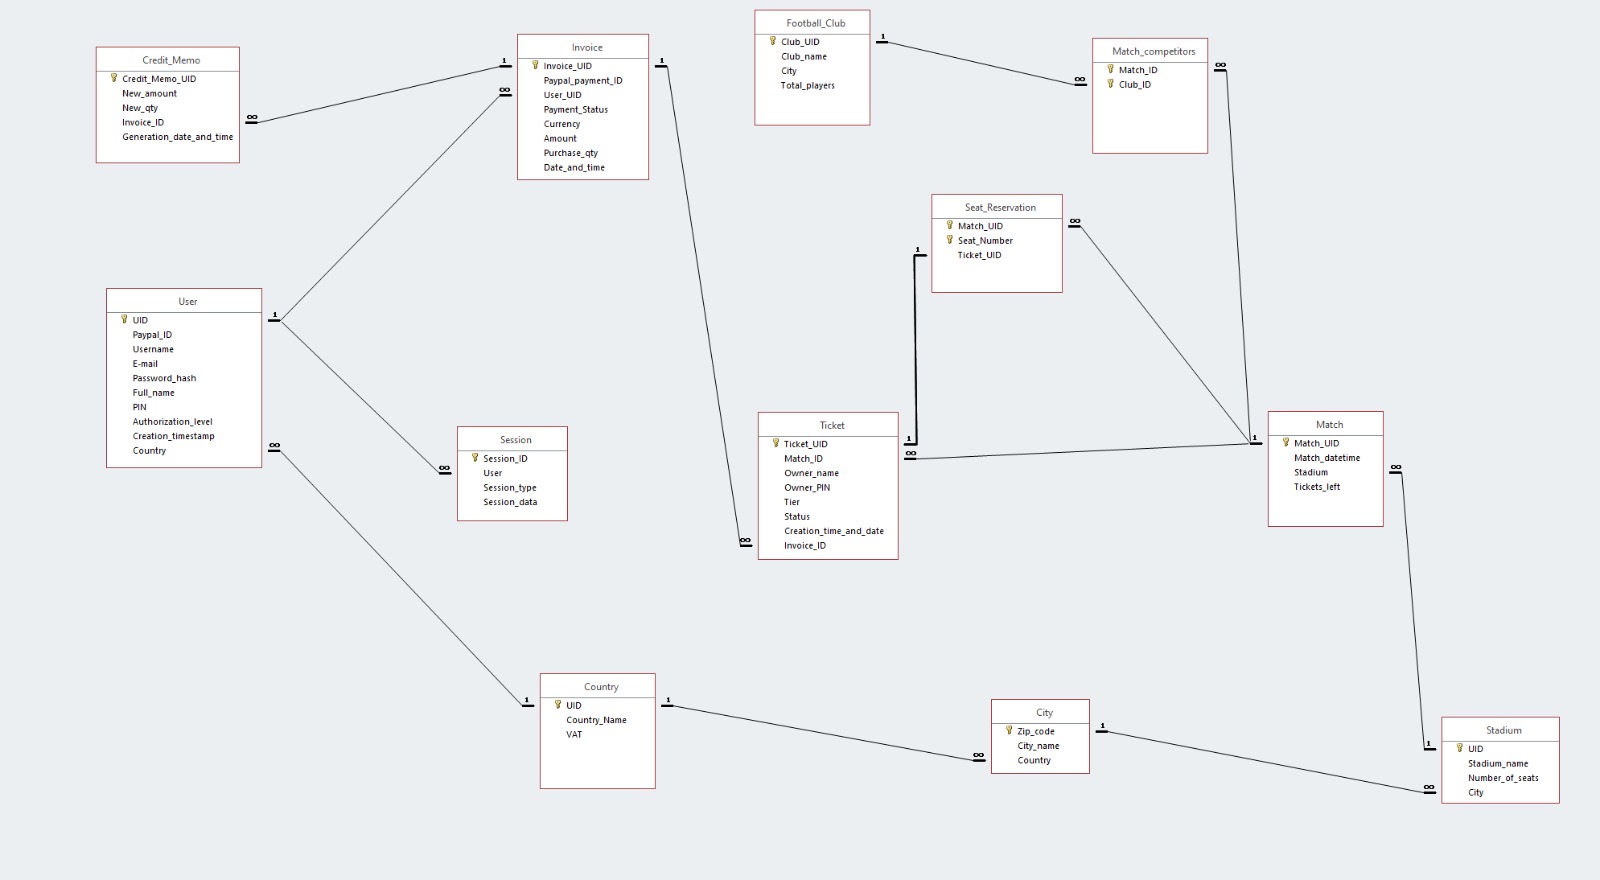 Credit_Memo
Credit_Memo_UID
New_amount
New_qty
Invoice_ID
Generation_date_and_time
∞
1
∞
Invoice
Invoice_UID
Paypal_payment_ID
User_UID
Payment_Status
Currency
Amount
Purchase_qty
Date_and_time
1
Football_Club
Club_UID
Club_name
City
Total_players
1
∞
Match_competitors
Match_ID
Club_ID
∞
Seat_Reservation
Match_UID
Seat_Number
Ticket_UID
∞
1
User
UID
Paypal_ID
Username
E-mail
Password_hash
Full_name
PIN
Authorization_level
Creation_timestamp
Country
1
∞
∞
Session
Session_ID
User
Session_type
Session_data
Ticket
Ticket_UID
Match_ID
Owner_name
Owner_PIN
Tier
Status
Creation_time_and_date
Invoice_ID
∞
1
∞
1
Match
Match_UID
Match_datetime
Stadium
Tickets_left
∞
1
Country
UID
Country_Name
VAT
1
∞
City
Zip_code
City_name
Country
1
1
∞
Stadium
UID
Stadium_name
Number_of_seats
City